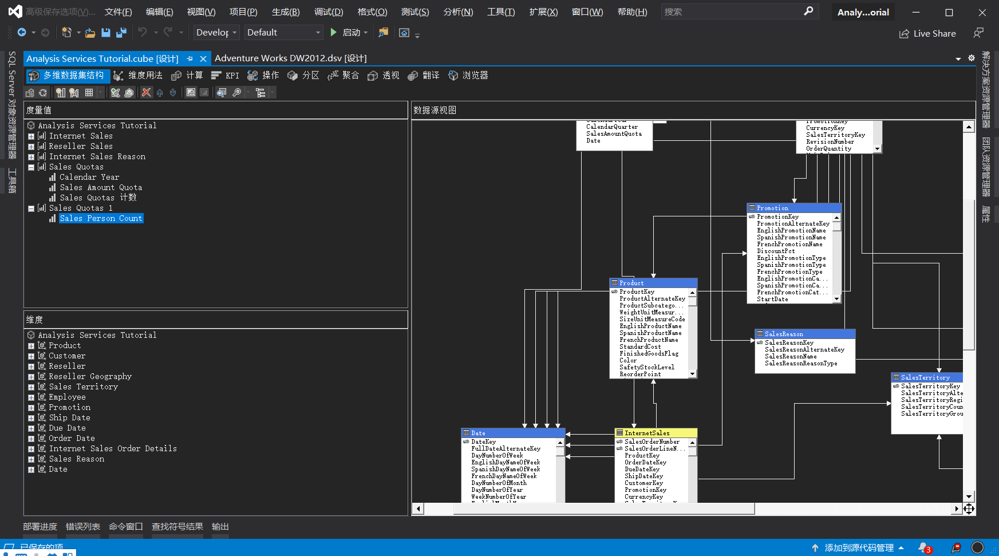 高级保存选项(V)... 文件(F) 编辑(E) 视图(V) 项目(P) 生成(B) 调试(D) 格式(O) 测试(S) 分析(N) 工具(T) 扩展(X) 窗口(W) 帮助(H) 搜索 Analy...orial
Develop Default 启动 Live Share
SQL Server 对象资源管理器
工具箱
Analysis Services Tutorial.cube [设计] Adventure Works DW2012.dsv [设计]
多维数据集结构 维度用法 计算 KPI 操作 分区 聚合 透视 翻译 浏览器
度量值
Analysis Services Tutorial
Internet Sales
Reseller Sales
Internet Sales Reason
Sales Quotas
Calendar Year
Sales Amount Quota
Sales Quotas 计数
Sales Quotas 1
Sales Person Count
维度
Analysis Services Tutorial
Product
Customer
Reseller
Reseller Geography
Sales Territory
Employee
Promotion
Ship Date
Due Date
Order Date
Internet Sales Order Details
Sales Reason
Date
数据源视图
CalendarYear
CalendarQuarter
SalesAmountQuota
Date
PromotionKey
CurrencyKey
SalesTerritoryKey
RevisionNumber
OrderQuantity
Promotion
PromotionKey
PromotionAlternateKey
EnglishPromotionName
SpanishPromotionName
FrenchPromotionName
DiscountPct
EnglishPromotionType
SpanishPromotionType
FrenchPromotionType
EnglishPromotionCa...
SpanishPromotionCa...
FrenchPromotionCat...
StartDate
Product
ProductKey
ProductAlternateKey
ProductSubcatego...
WeightUnitMeasur...
SizeUnitMeasureCode
EnglishProductName
SpanishProductName
FrenchProductName
StandardCost
FinishedGoodsFlag
Color
SafetyStockLevel
ReorderPoint
SalesReason
SalesReasonKey
SalesReasonAlternateKey
SalesReasonName
SalesReasonReasonType
SalesTerritory
SalesTerritoryKey
SalesTerritoryAlte
SalesTerritoryRegi
SalesTerritoryCoun
SalesTerritoryGrou
Date
DateKey
FullDateAlternateKey
DayNumberOfWeek
EnglishDayNameOfWeek
SpanishDayNameOfWeek
FrenchDayNameOfWeek
DayNumberOfMonth
DayNumberOfYear
WeekNumberOfYear
InternetSales
SalesOrderNumber
SalesOrderLineN...
ProductKey
OrderDateKey
DueDateKey
ShipDateKey
CustomerKey
PromotionKey
CurrencyKey
解决方案资源管理器
团队资源管理器
属性
部署进度 错误列表 命令窗口 查找符号结果 输出
已保存的项 添加到源代码管理 3